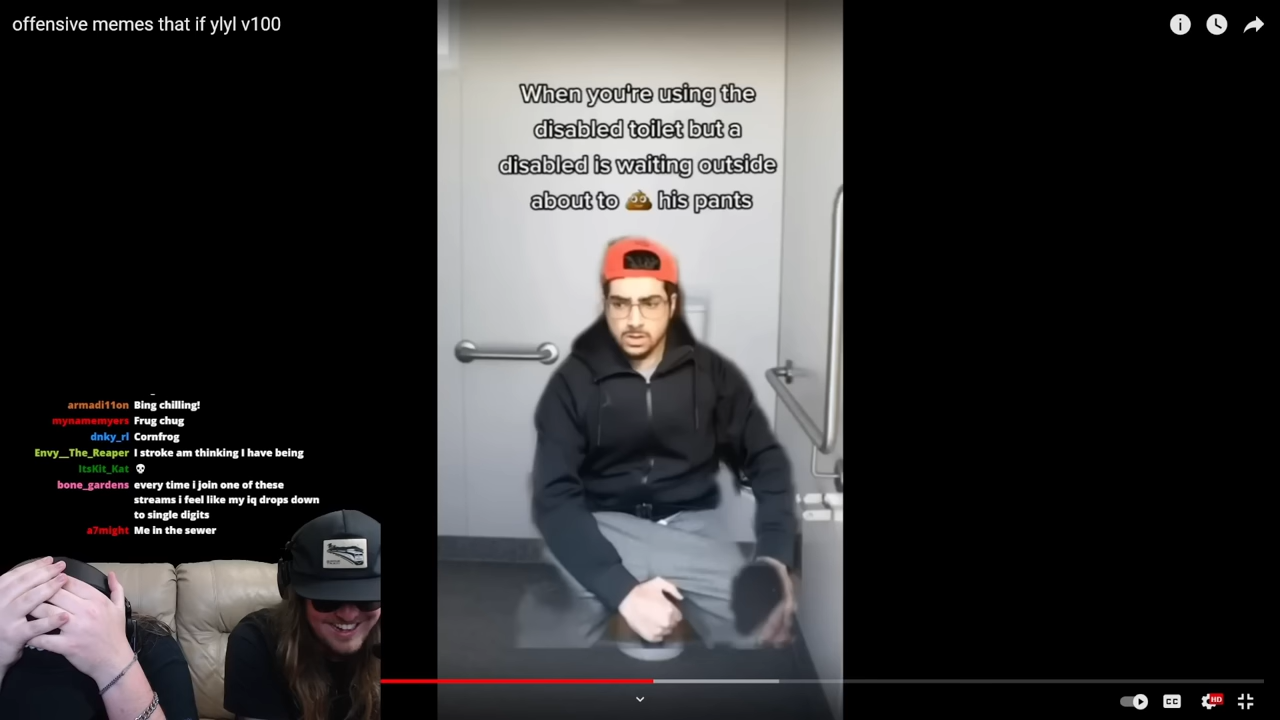 offensive memes that if ylyl v100
When you're using the
disabled toilet but a
disabled is waiting outside
about to 💩 his pants
armadi11on Bing chilling!
mynamemyers Frug chug
dnky_rl Cornfrog
Envy__The_Reaper I stroke am thinking I have being
ItsKit_Kat 💀
bone_gardens every time i join one of these
streams i feel like my iq drops down
to single digits
a7might Me in the sewer
CC
HD